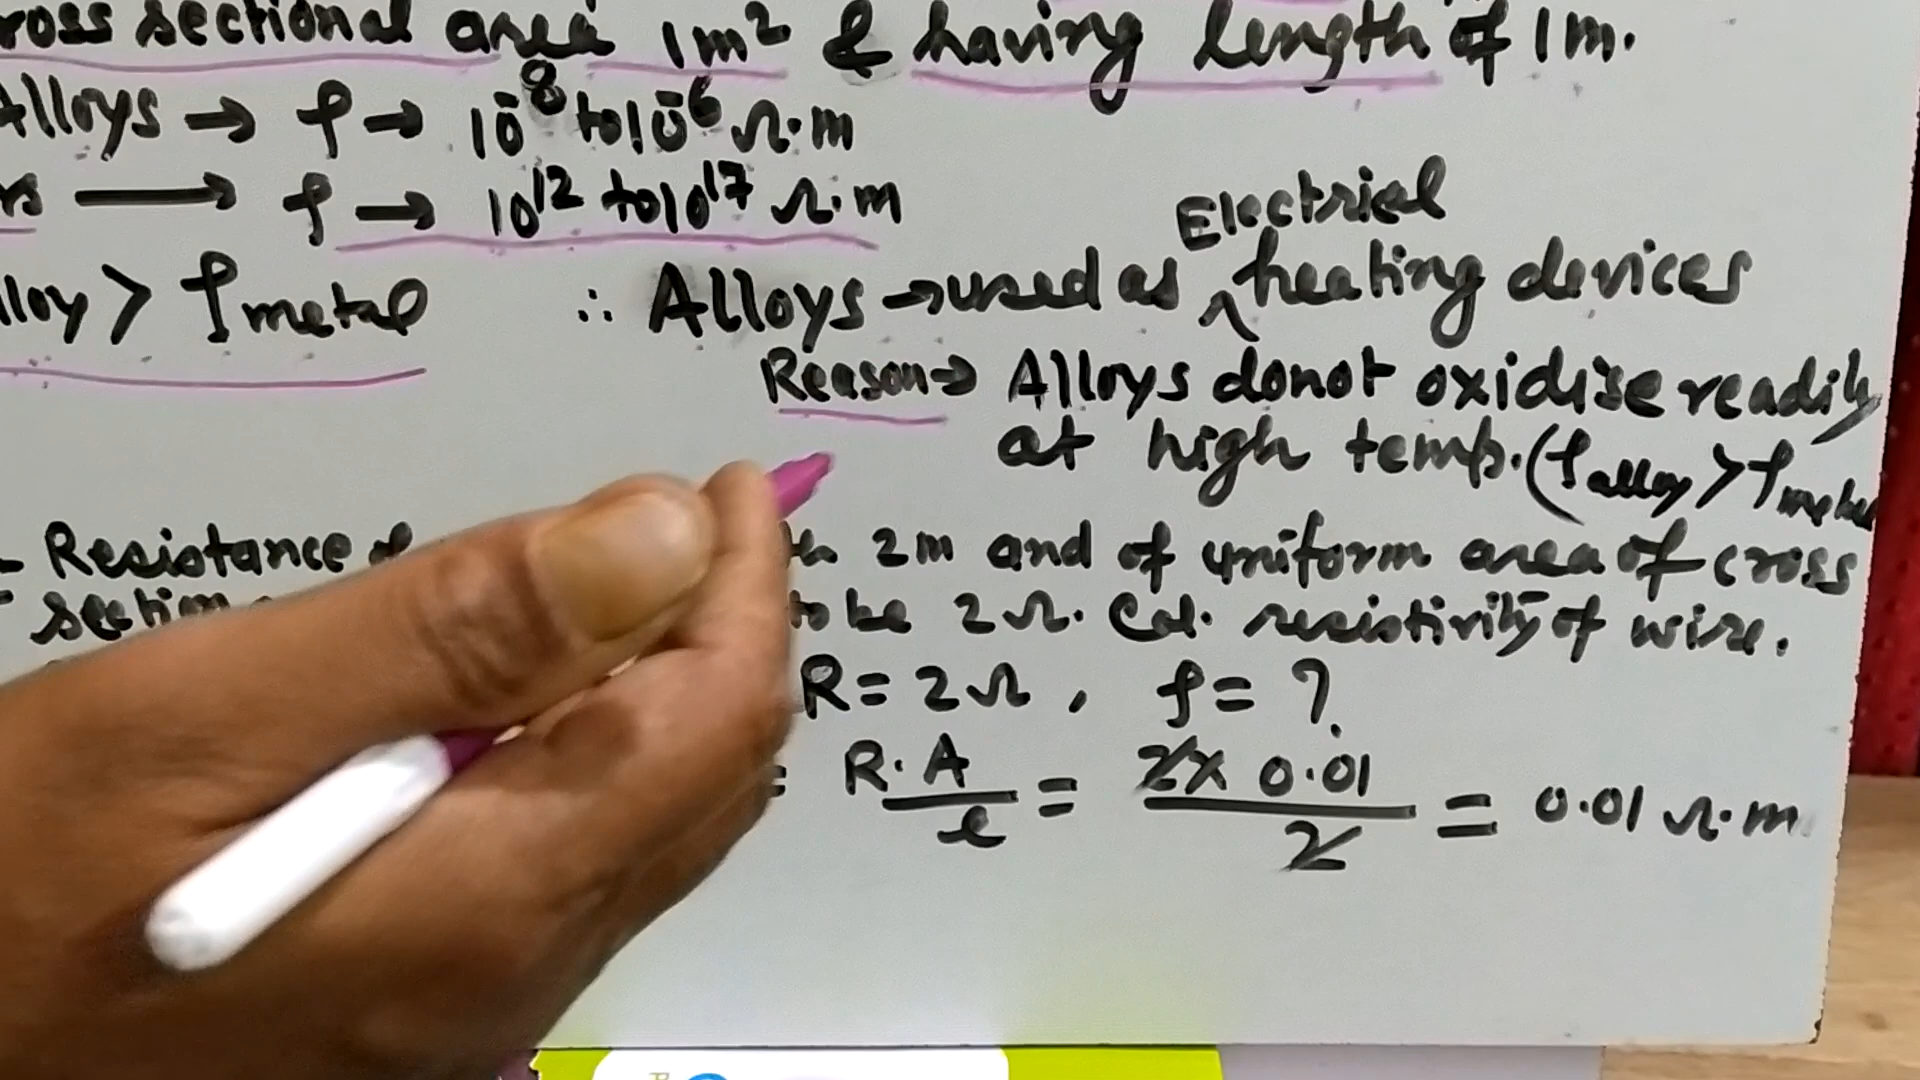 ross sectional area 1m² & having length of 1m.
Alloys → ρ → 10⁻⁸ to 10⁻⁶ Ω·m
rs → ρ → 10¹² to 10¹⁷ Ω·m
lloy > ρmetal ∴ Alloys → used as ^ heating devices
Electrical
Reason → Alloys donot oxidise readily
at high temp. (ρalloy > ρmetal
Resistance of th 2m and of uniform area of cross
section to be 2Ω. Cal. resistivity of wire.
R = 2Ω, ρ = ?
= R·A/l = 2 x 0.01/2 = 0.01 Ω·m